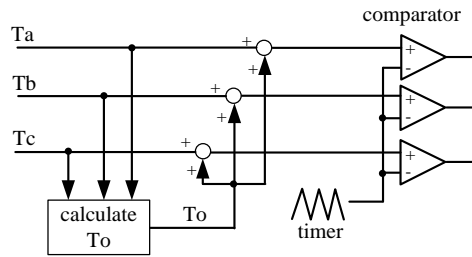 comparator
Ta
+
+
+
-
Tb
+
+
+
-
Tc
+
+
+
-
calculate
To
To
timer